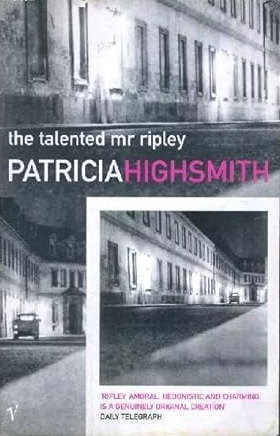 the talented mr ripley
PATRICIAHIGHSMITH
'RIPLEY, AMORAL, HEDONISTIC AND CHARMING,
IS A GENUINELY ORIGINAL CREATION'
DAILY TELEGRAPH
V